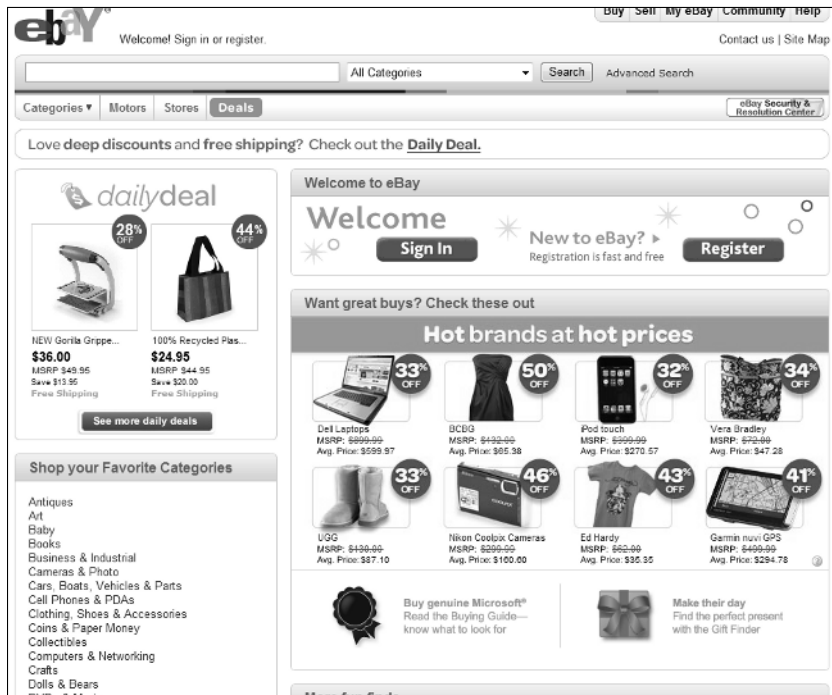 ebaY
Buy Sell My eBay Community Help
Welcome! Sign in or register.
Contact us | Site Map
All Categories
Search
Advanced Search
Categories ▼ Motors Stores Deals
eBay Security &
Resolution Center
Love deep discounts and free shipping? Check out the Daily Deal.
dailydeal
28%
OFF
44%
OFF
NEW Gorilla Grippe...
$36.00
MSRP $49.95
Save $13.95
Free Shipping
100% Recycled Plas...
$24.95
MSRP $44.95
Save $20.00
Free Shipping
See more daily deals
Shop your Favorite Categories
Antiques
Art
Baby
Books
Business & Industrial
Cameras & Photo
Cars, Boats, Vehicles & Parts
Cell Phones & PDAs
Clothing, Shoes & Accessories
Coins & Paper Money
Collectibles
Computers & Networking
Crafts
Dolls & Bears
Welcome to eBay
Welcome
Sign In
New to eBay?
Registration is fast and free
Register
Want great buys? Check these out
Hot brands at hot prices
33%
OFF
Dell Laptops
MSRP: $899.99
Avg. Price: $599.97
50%
OFF
BCBG
MSRP: $132.00
Avg. Price: $65.38
32%
OFF
iPod touch
MSRP: $399.99
Avg. Price: $270.57
34%
OFF
Vera Bradley
MSRP: $72.00
Avg. Price: $47.28
33%
OFF
UGG
MSRP: $130.00
Avg. Price: $87.10
46%
OFF
Nikon Coolpix Cameras
MSRP: $299.99
Avg. Price: $160.60
43%
OFF
Ed Hardy
MSRP: $62.00
Avg. Price: $35.35
41%
OFF
Garmin nuvi GPS
MSRP: $499.99
Avg. Price: $294.78
Buy genuine Microsoft®
Read the Buying Guide—
know what to look for
Make their day
Find the perfect present
with the Gift Finder